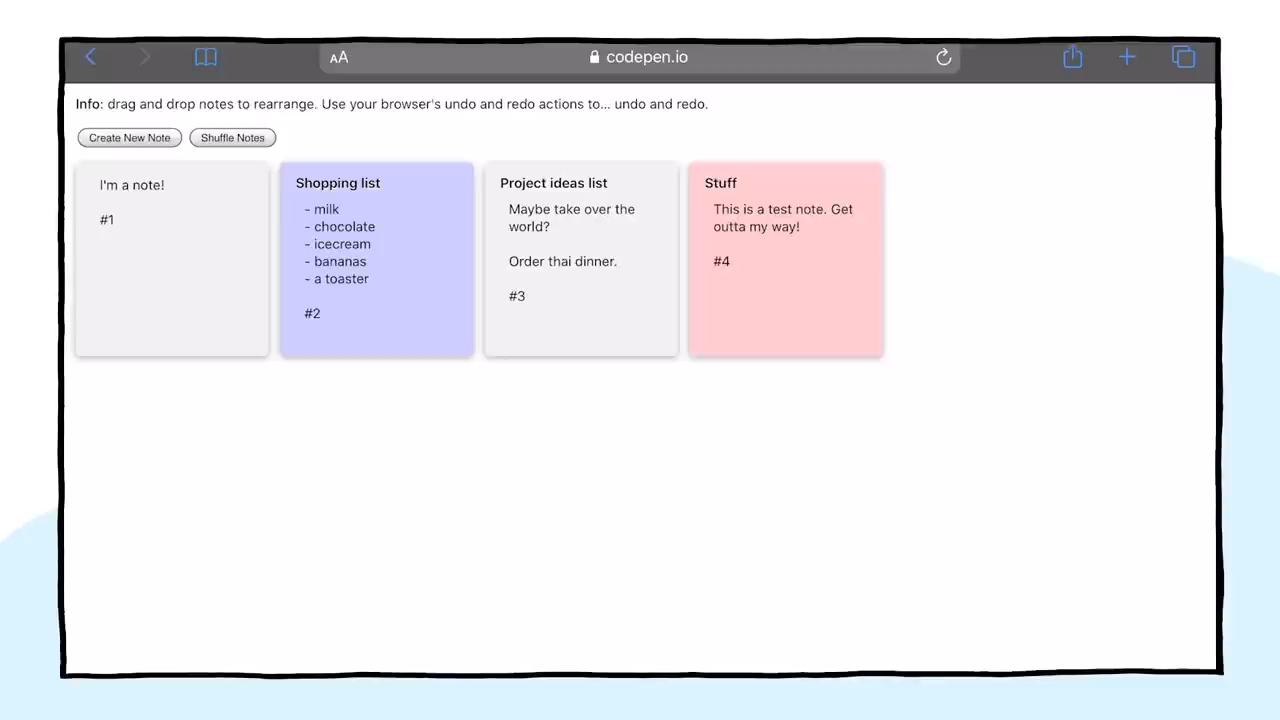 AA codepen.io
Info: drag and drop notes to rearrange. Use your browser's undo and redo actions to... undo and redo.
Create New Note Shuffle Notes
I'm a note!
#1
Shopping list
- milk
- chocolate
- icecream
- bananas
- a toaster
#2
Project ideas list
Maybe take over the
world?
Order thai dinner.
#3
Stuff
This is a test note. Get
outta my way!
#4